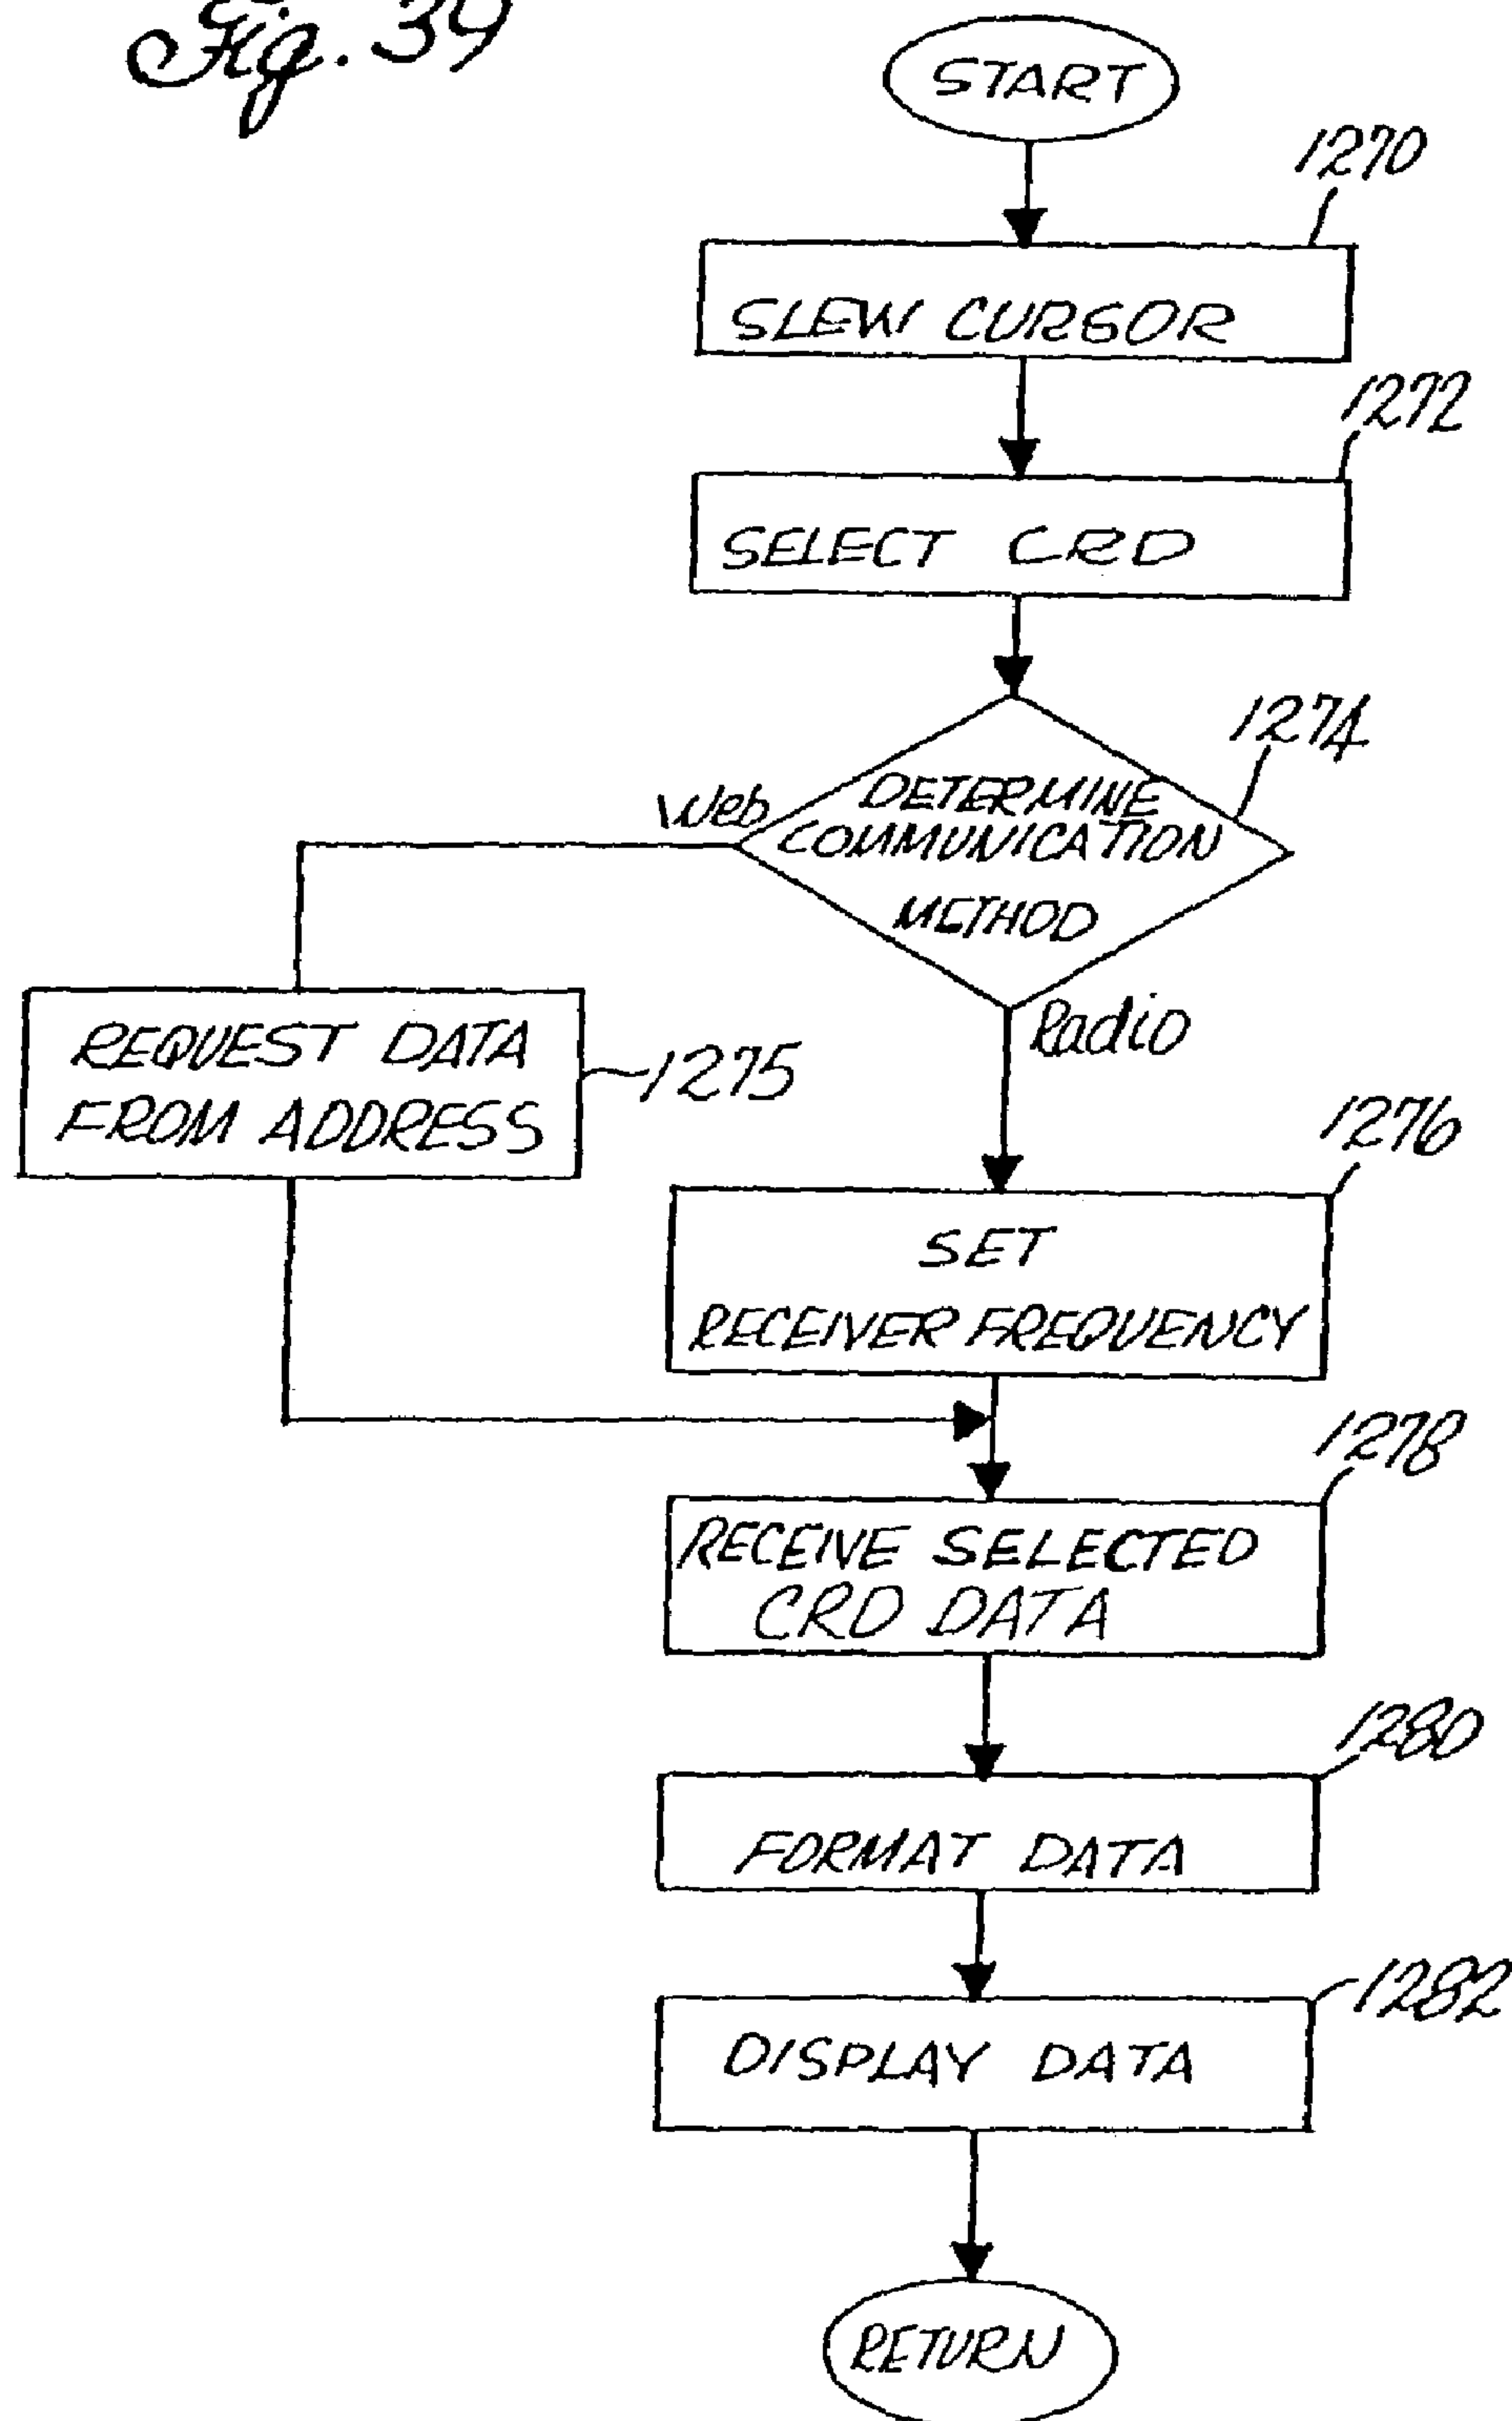 Fig. 39
START
1270
SLEW CURSOR
1272
SELECT CRD
1274
Web
DETERMINE
COMMUNICATION
METHOD
Radio
REQUEST DATA
FROM ADDRESS
1275
1276
SET
RECEIVER FREQUENCY
1278
RECEIVE SELECTED
CRD DATA
1280
FORMAT DATA
1282
DISPLAY DATA
RETURN